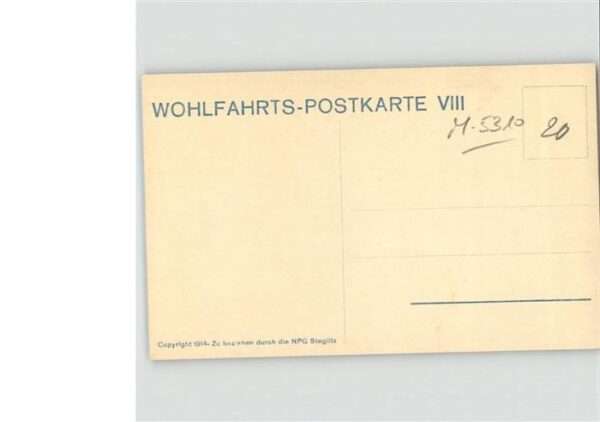 WOHLFAHRTS-POSTKARTE VIII
M-5310
20
Copyright 1914. Zu beziehen durch die NPG Steglitz